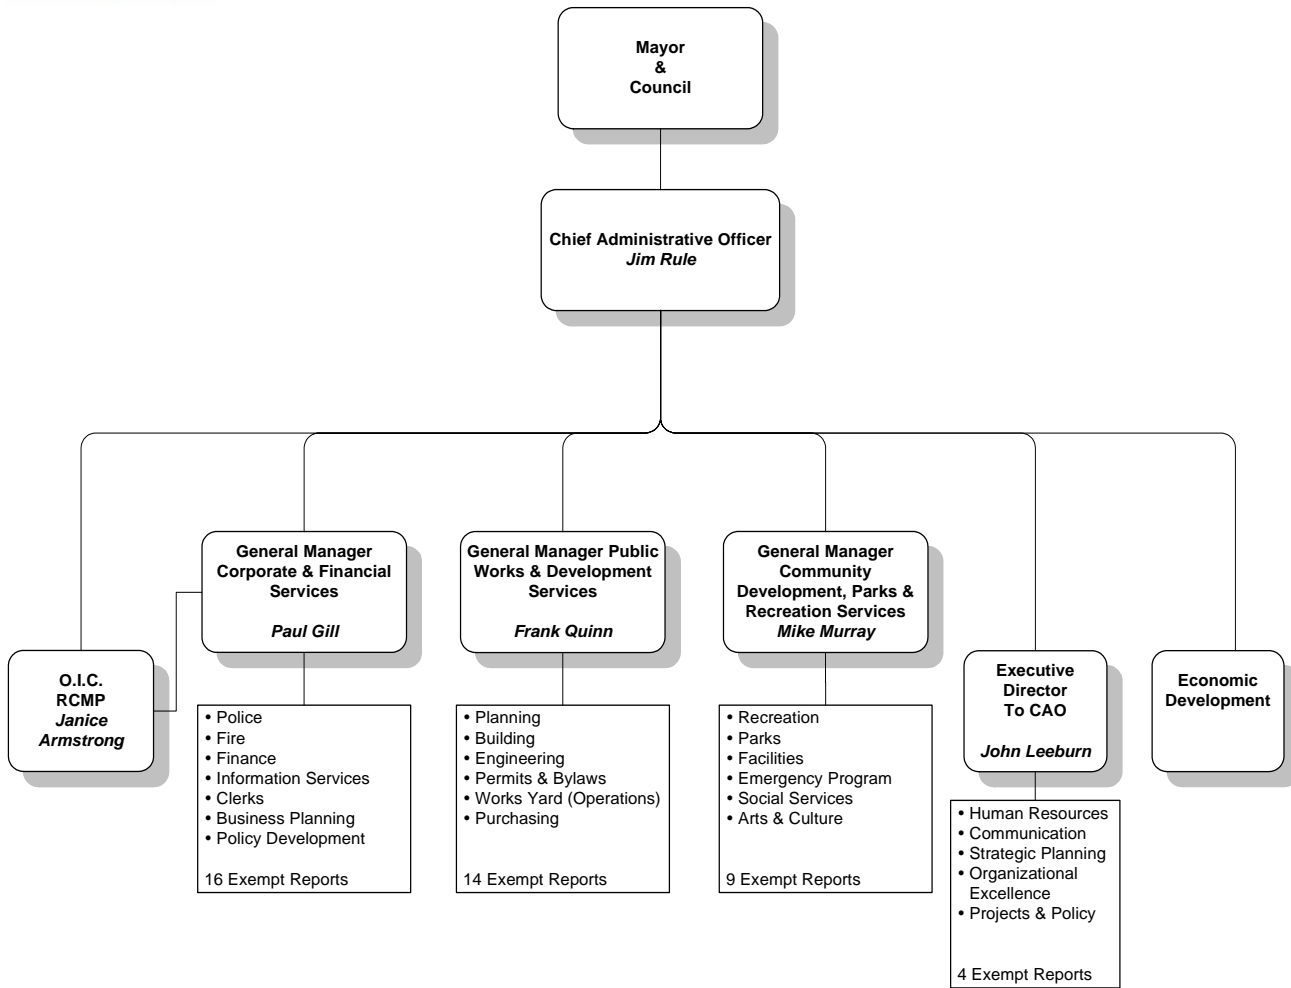 Mayor
&
Council
Chief Administrative Officer
Jim Rule
General Manager
Corporate & Financial
Services
Paul Gill
General Manager Public
Works & Development
Services
Frank Quinn
General Manager
Community
Development, Parks &
Recreation Services
Mike Murray
O.I.C.
RCMP
Janice
Armstrong
Executive
Director
To CAO
John Leeburn
Economic
Development
• Police
• Fire
• Finance
• Information Services
• Clerks
• Business Planning
• Policy Development
16 Exempt Reports
• Planning
• Building
• Engineering
• Permits & Bylaws
• Works Yard (Operations)
• Purchasing
14 Exempt Reports
• Recreation
• Parks
• Facilities
• Emergency Program
• Social Services
• Arts & Culture
9 Exempt Reports
• Human Resources
• Communication
• Strategic Planning
• Organizational
Excellence
• Projects & Policy
4 Exempt Reports